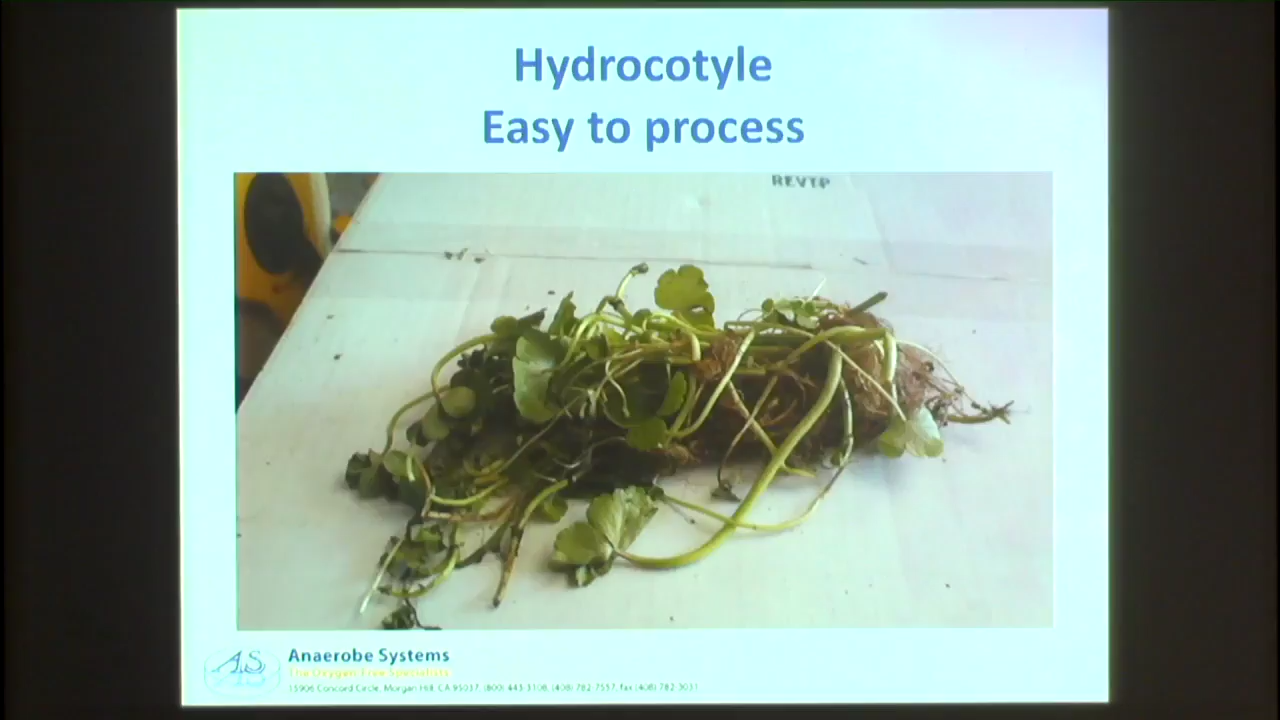 Hydrocotyle
Easy to process
REVTP
A.S.
Anaerobe Systems
The Oxygen Free Specialists
15906 Concord Circle, Morgan Hill, CA 95037, (800) 443-3108, (408) 782-7557, fax (408) 782-3031